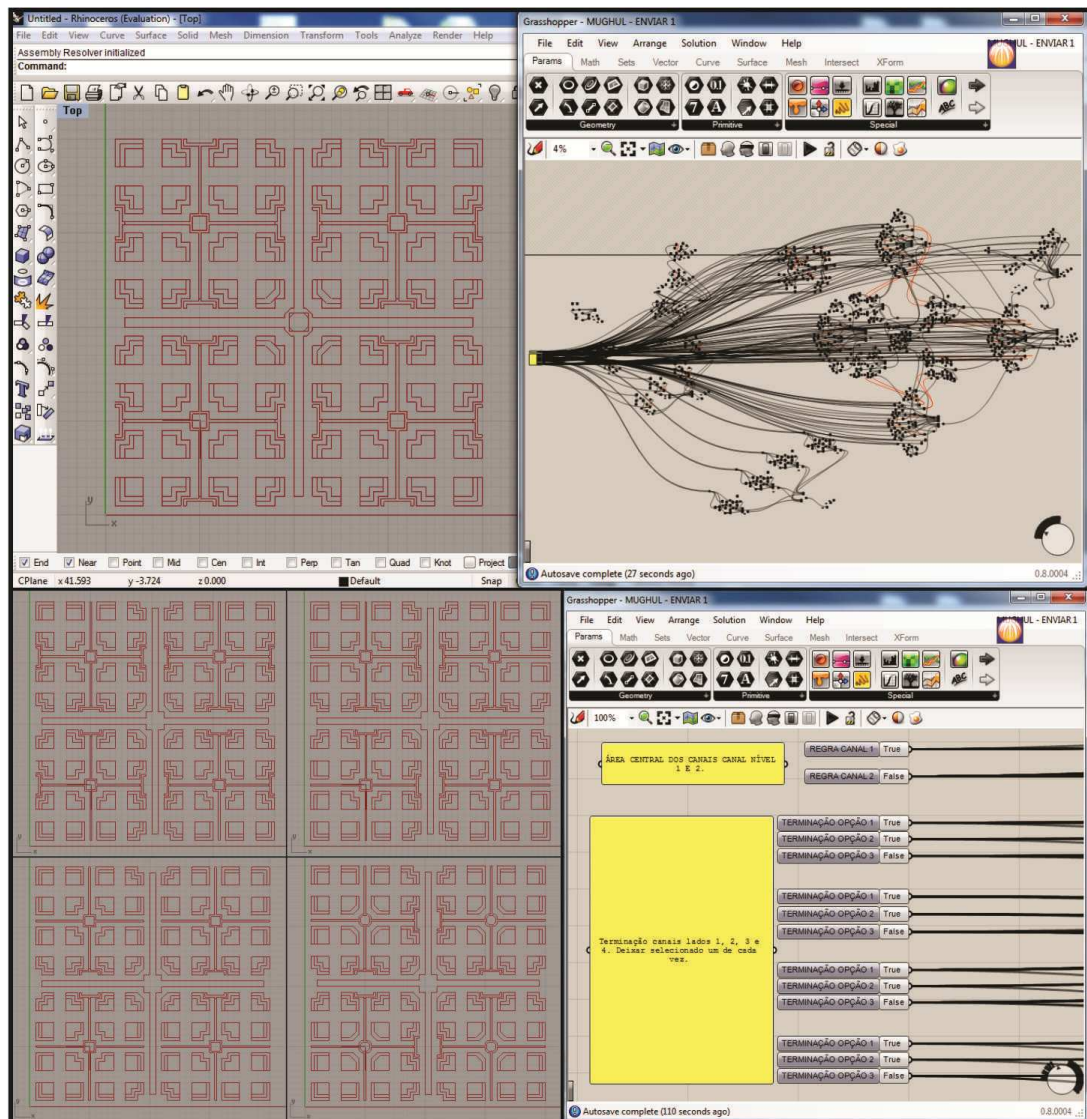 Untitled - Rhinoceros (Evaluation) - [Top]
File Edit View Curve Surface Solid Mesh Dimension Transform Tools Analyze Render Help
Assembly Resolver initialized
Command:
Top
y
x
End Near Point Mid Cen Int Perp Tan Quad Knot Project
CPlane x 41.593 y -3.724 z 0.000 Default Snap
Grasshopper - MUGHUL - ENVIAR 1
File Edit View Arrange Solution Window Help
MUGHUL - ENVIAR 1
Params Math Sets Vector Curve Surface Mesh Intersect XForm
Geometry Primitive Special
4%
Autosave complete (27 seconds ago) 0.8.0004
Grasshopper - MUGHUL - ENVIAR 1
File Edit View Arrange Solution Window Help
MUGHUL - ENVIAR 1
Params Math Sets Vector Curve Surface Mesh Intersect XForm
Geometry Primitive Special
100%
ÁREA CENTRAL DOS CANAIS CANAL NÍVEL
1 E 2.
REGRA CANAL 1 True
REGRA CANAL 2 False
Terminação canais lados 1, 2, 3 e
4. Deixar selecionado um de cada
vez.
TERMINAÇÃO OPÇÃO 1 True
TERMINAÇÃO OPÇÃO 2 True
TERMINAÇÃO OPÇÃO 3 False
TERMINAÇÃO OPÇÃO 1 True
TERMINAÇÃO OPÇÃO 2 True
TERMINAÇÃO OPÇÃO 3 True
TERMINAÇÃO OPÇÃO 1 True
TERMINAÇÃO OPÇÃO 2 True
TERMINAÇÃO OPÇÃO 3 False
TERMINAÇÃO OPÇÃO 1 True
TERMINAÇÃO OPÇÃO 2 True
TERMINAÇÃO OPÇÃO 3 False
Autosave complete (110 seconds ago) 0.8.0004